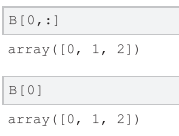 B[0,:]
array([0, 1, 2])
B[0]
array([0, 1, 2])